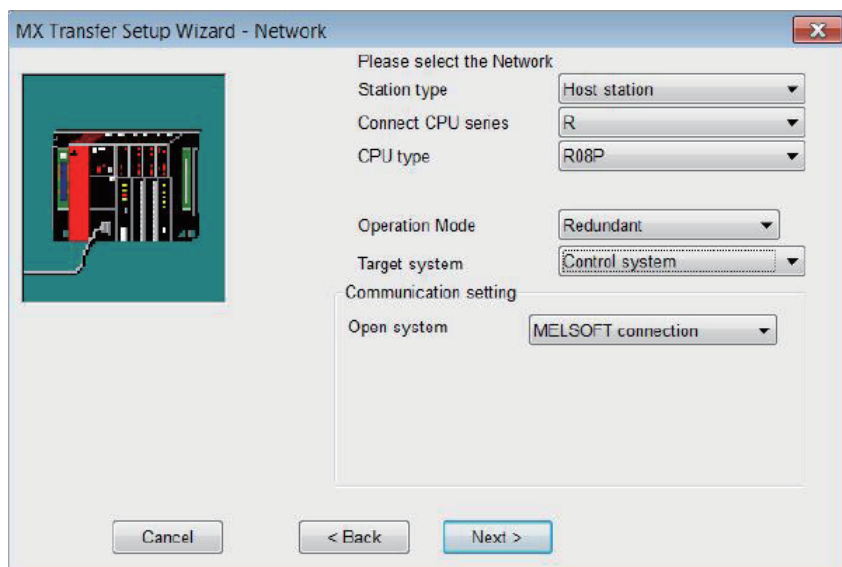 MX Transfer Setup Wizard - Network
Please select the Network
Station type Host station
Connect CPU series R
CPU type R08P
Operation Mode Redundant
Target system Control system
Communication setting
Open system MELSOFT connection
Cancel < Back Next >